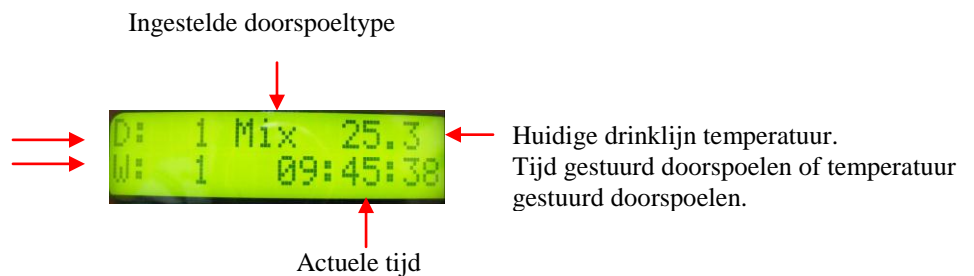 Ingestelde doorspoeltype
D: 1 Mix 25.3
W: 1 09:45:38
Huidige drinklijn temperatuur.
Tijd gestuurd doorspoelen of temperatuur
gestuurd doorspoelen.
Actuele tijd